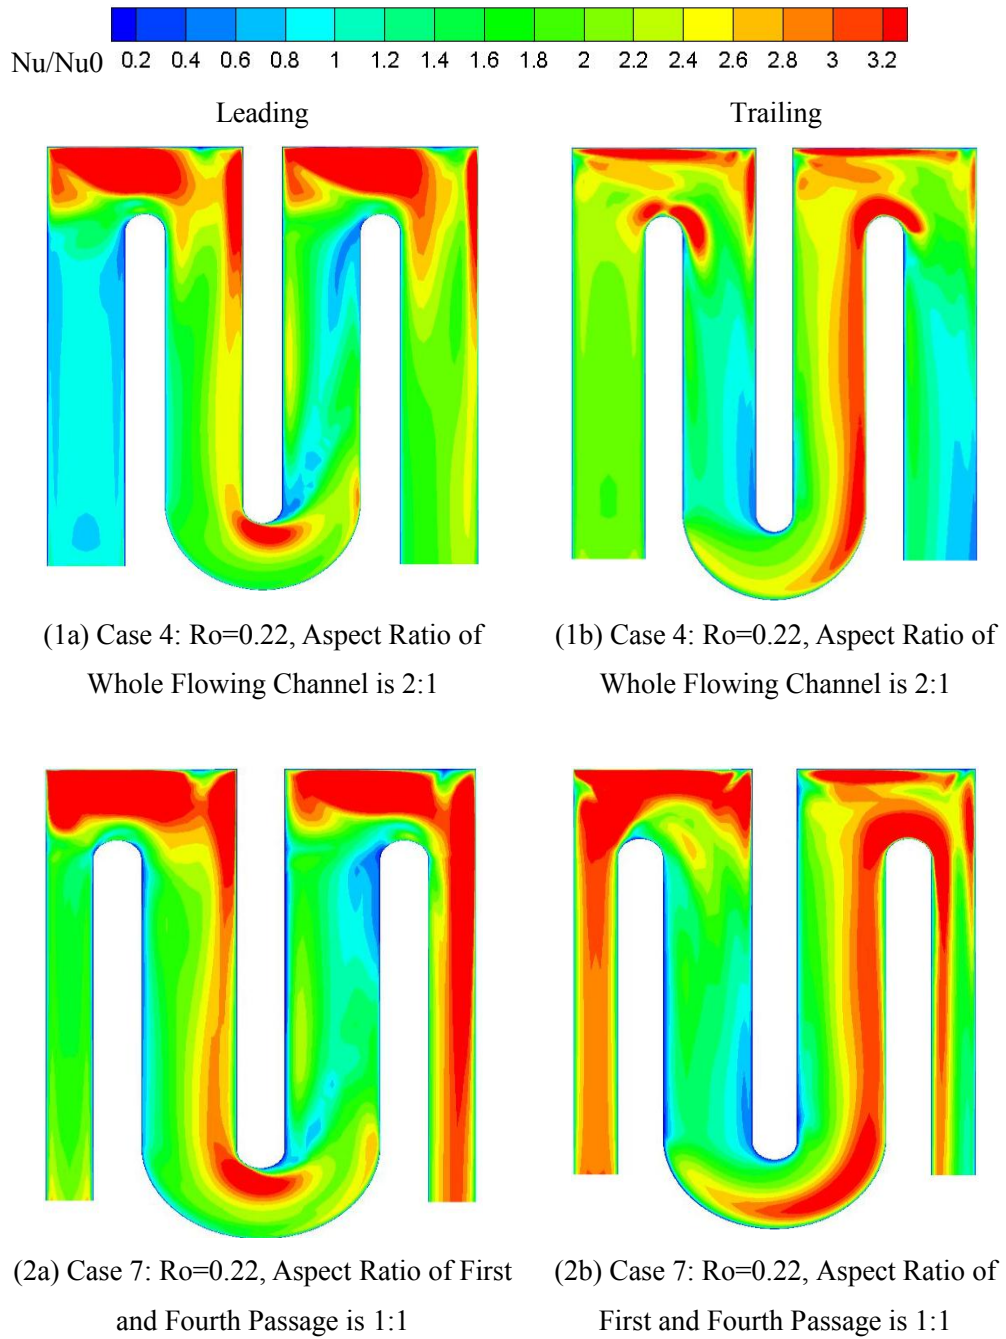 Nu/Nu0 0.2 0.4 0.6 0.8 1 1.2 1.4 1.6 1.8 2 2.2 2.4 2.6 2.8 3 3.2
Leading Trailing
(1a) Case 4: Ro=0.22, Aspect Ratio of
Whole Flowing Channel is 2:1
(1b) Case 4: Ro=0.22, Aspect Ratio of
Whole Flowing Channel is 2:1
(2a) Case 7: Ro=0.22, Aspect Ratio of First
and Fourth Passage is 1:1
(2b) Case 7: Ro=0.22, Aspect Ratio of
First and Fourth Passage is 1:1